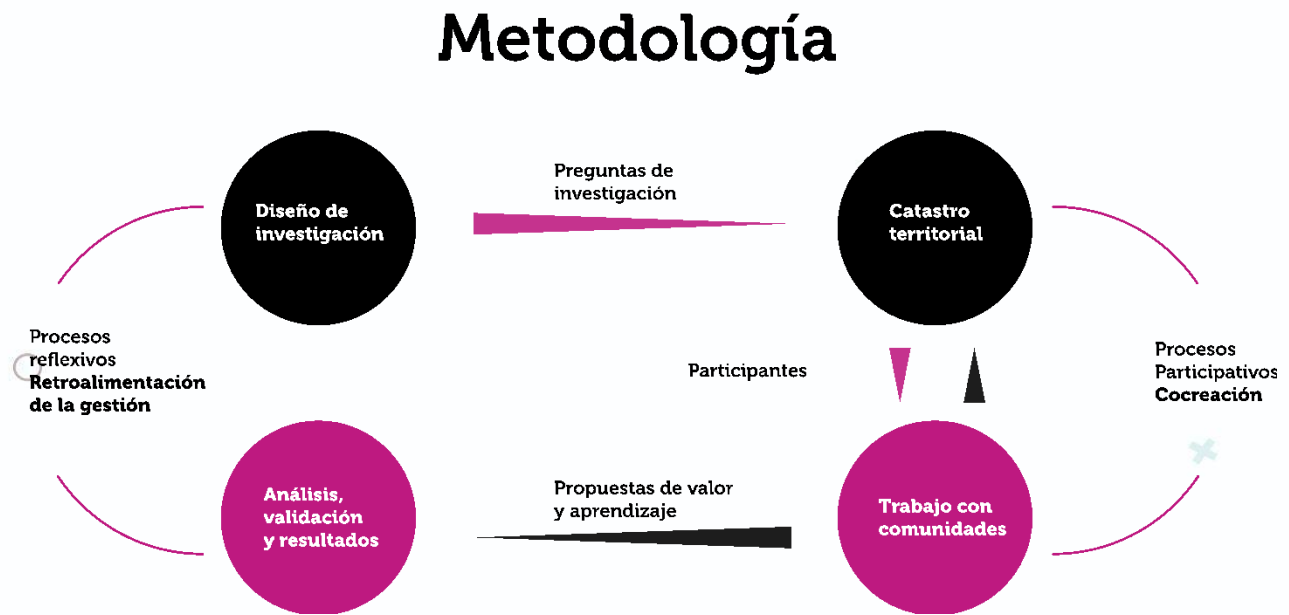 Metodología
Diseño de
investigación
Preguntas de
investigación
Catastro
territorial
Procesos
reflexivos
Retroalimentación
de la gestión
Participantes
Procesos
Participativos
Cocreación
Análisis,
validación
y resultados
Propuestas de valor
y aprendizaje
Trabajo con
comunidades